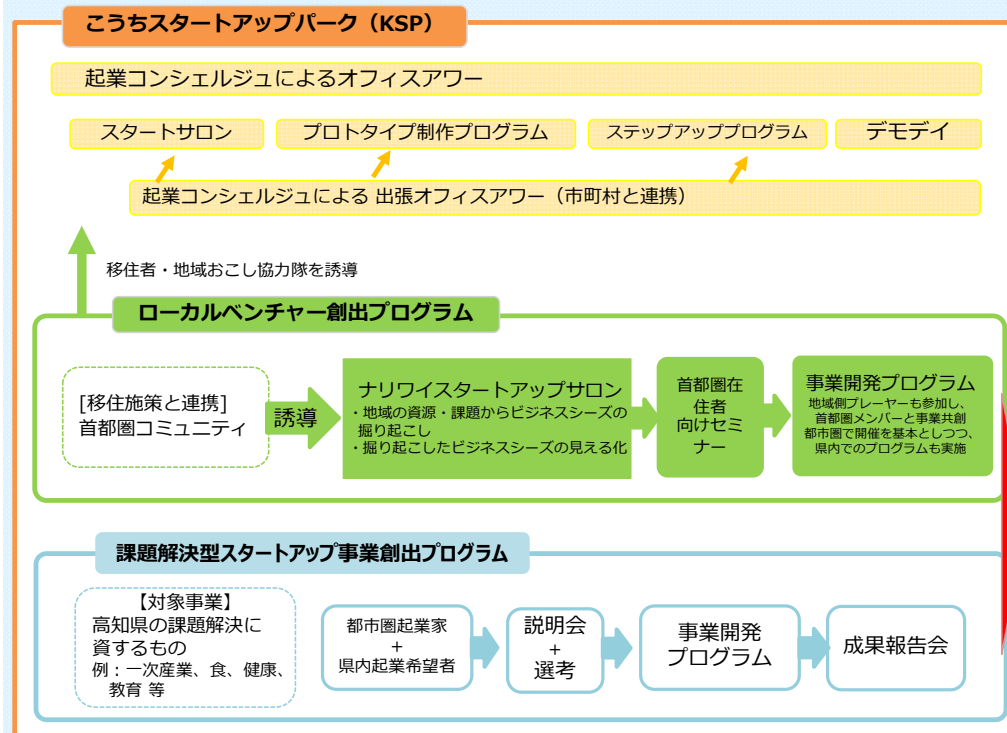 こうちスタートアップパーク（KSP）
起業コンシェルジュによるオフィスアワー
スタートサロン
プロトタイプ制作プログラム
ステップアッププログラム
デモデイ
起業コンシェルジュによる 出張オフィスアワー（市町村と連携）
移住者・地域おこし協力隊を誘導
ローカルベンチャー創出プログラム
[移住施策と連携]
首都圏コミュニティ
誘導
ナリワイスタートアップサロン
・地域の資源・課題からビジネスシーズの
掘り起こし
・掘り起こしたビジネスシーズの見える化
首都圏在
住者
向けセミ
ナー
事業開発プログラム
地域側プレーヤーも参加し、
首都圏メンバーと事業共創
都市圏で開催を基本としつつ、
県内でのプログラムも実施
課題解決型スタートアップ事業創出プログラム
【対象事業】
高知県の課題解決に
資するもの
例：一次産業、食、健康、
教育 等
都市圏起業家
+
県内起業希望者
説明会
+
選考
事業開発
プログラム
成果報告会